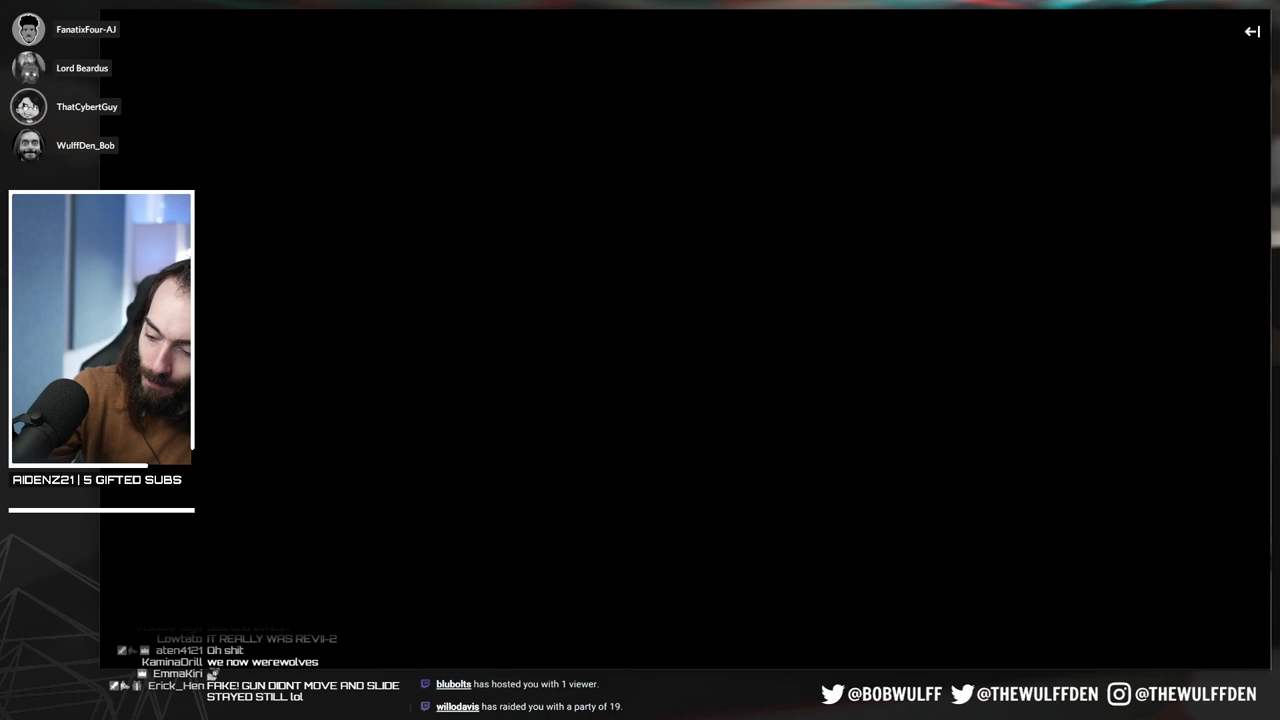 FanatixFour-AJ
Lord Beardus
ThatCybertGuy
WulffDen_Bob
AIDENZ21 | 5 GIFTED SUBS
Lowtato IT REALLY WAS REVII-2
aten4121 Oh shit
KaminaDrill we now werewolves
EmmaKiri
Erick_Hen FAKE! GUN DIDNT MOVE AND SLIDE
STAYED STILL lol
blubolts has hosted you with 1 viewer.
willodavis has raided you with a party of 19.
@BOBWULFF @THEWULFFDEN @THEWULFFDEN